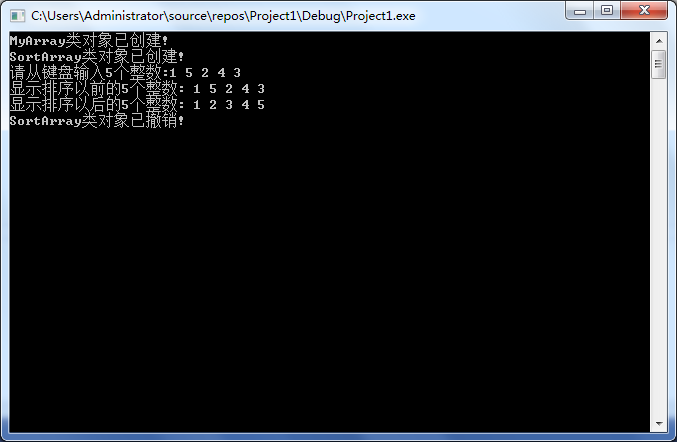 C:\Users\Administrator\source\repos\Project1\Debug\Project1.exe
MyArray类对象已创建!
SortArray类对象已创建!
请从键盘输入5个整数:1 5 2 4 3
显示排序以前的5个整数: 1 5 2 4 3
显示排序以后的5个整数: 1 2 3 4 5
SortArray类对象已撤销!